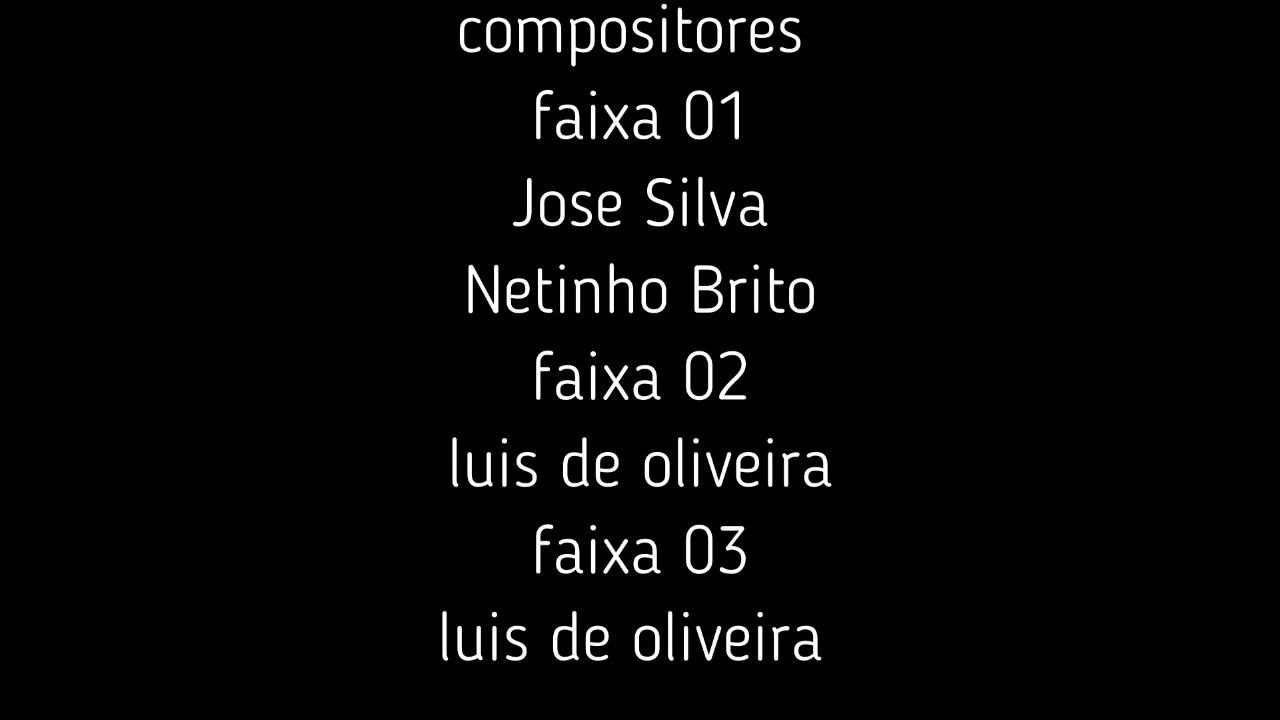 compositores
faixa 01
Jose Silva
Netinho Brito
faixa 02
luis de oliveira
faixa 03
luis de oliveira